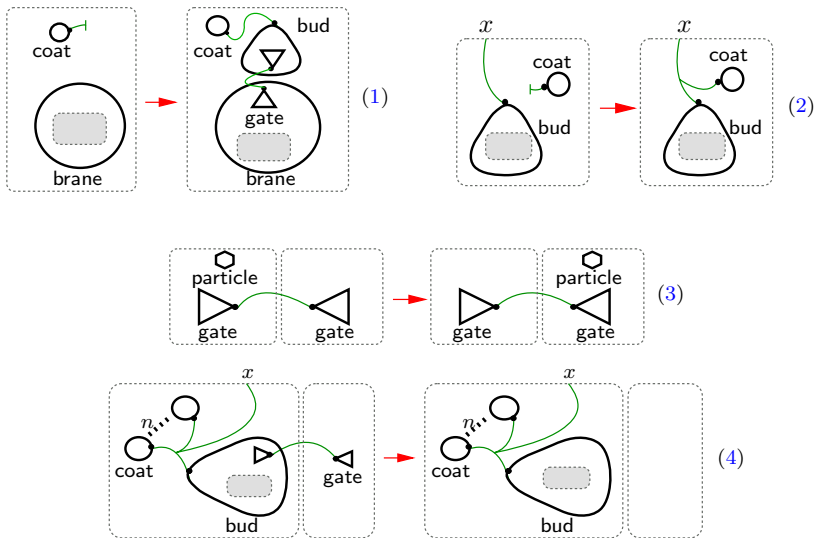 coat
brane
coat
bud
gate
brane
(1)
x
coat
bud
x
coat
bud
(2)
particle
gate
gate
gate
particle
gate
(3)
x
n
coat
bud
gate
x
n
coat
bud
(4)